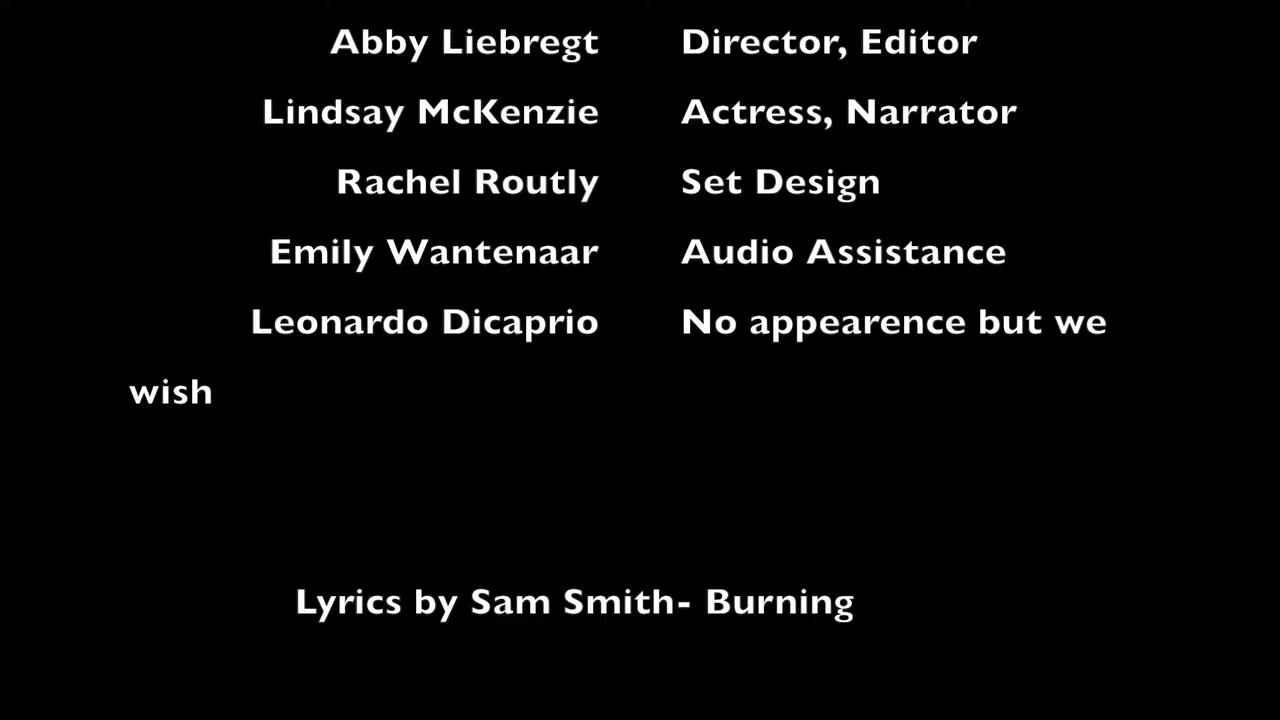 Abby Liebregt Director, Editor
Lindsay McKenzie Actress, Narrator
Rachel Routly Set Design
Emily Wantenaar Audio Assistance
Leonardo Dicaprio No appearence but we
wish
Lyrics by Sam Smith- Burning